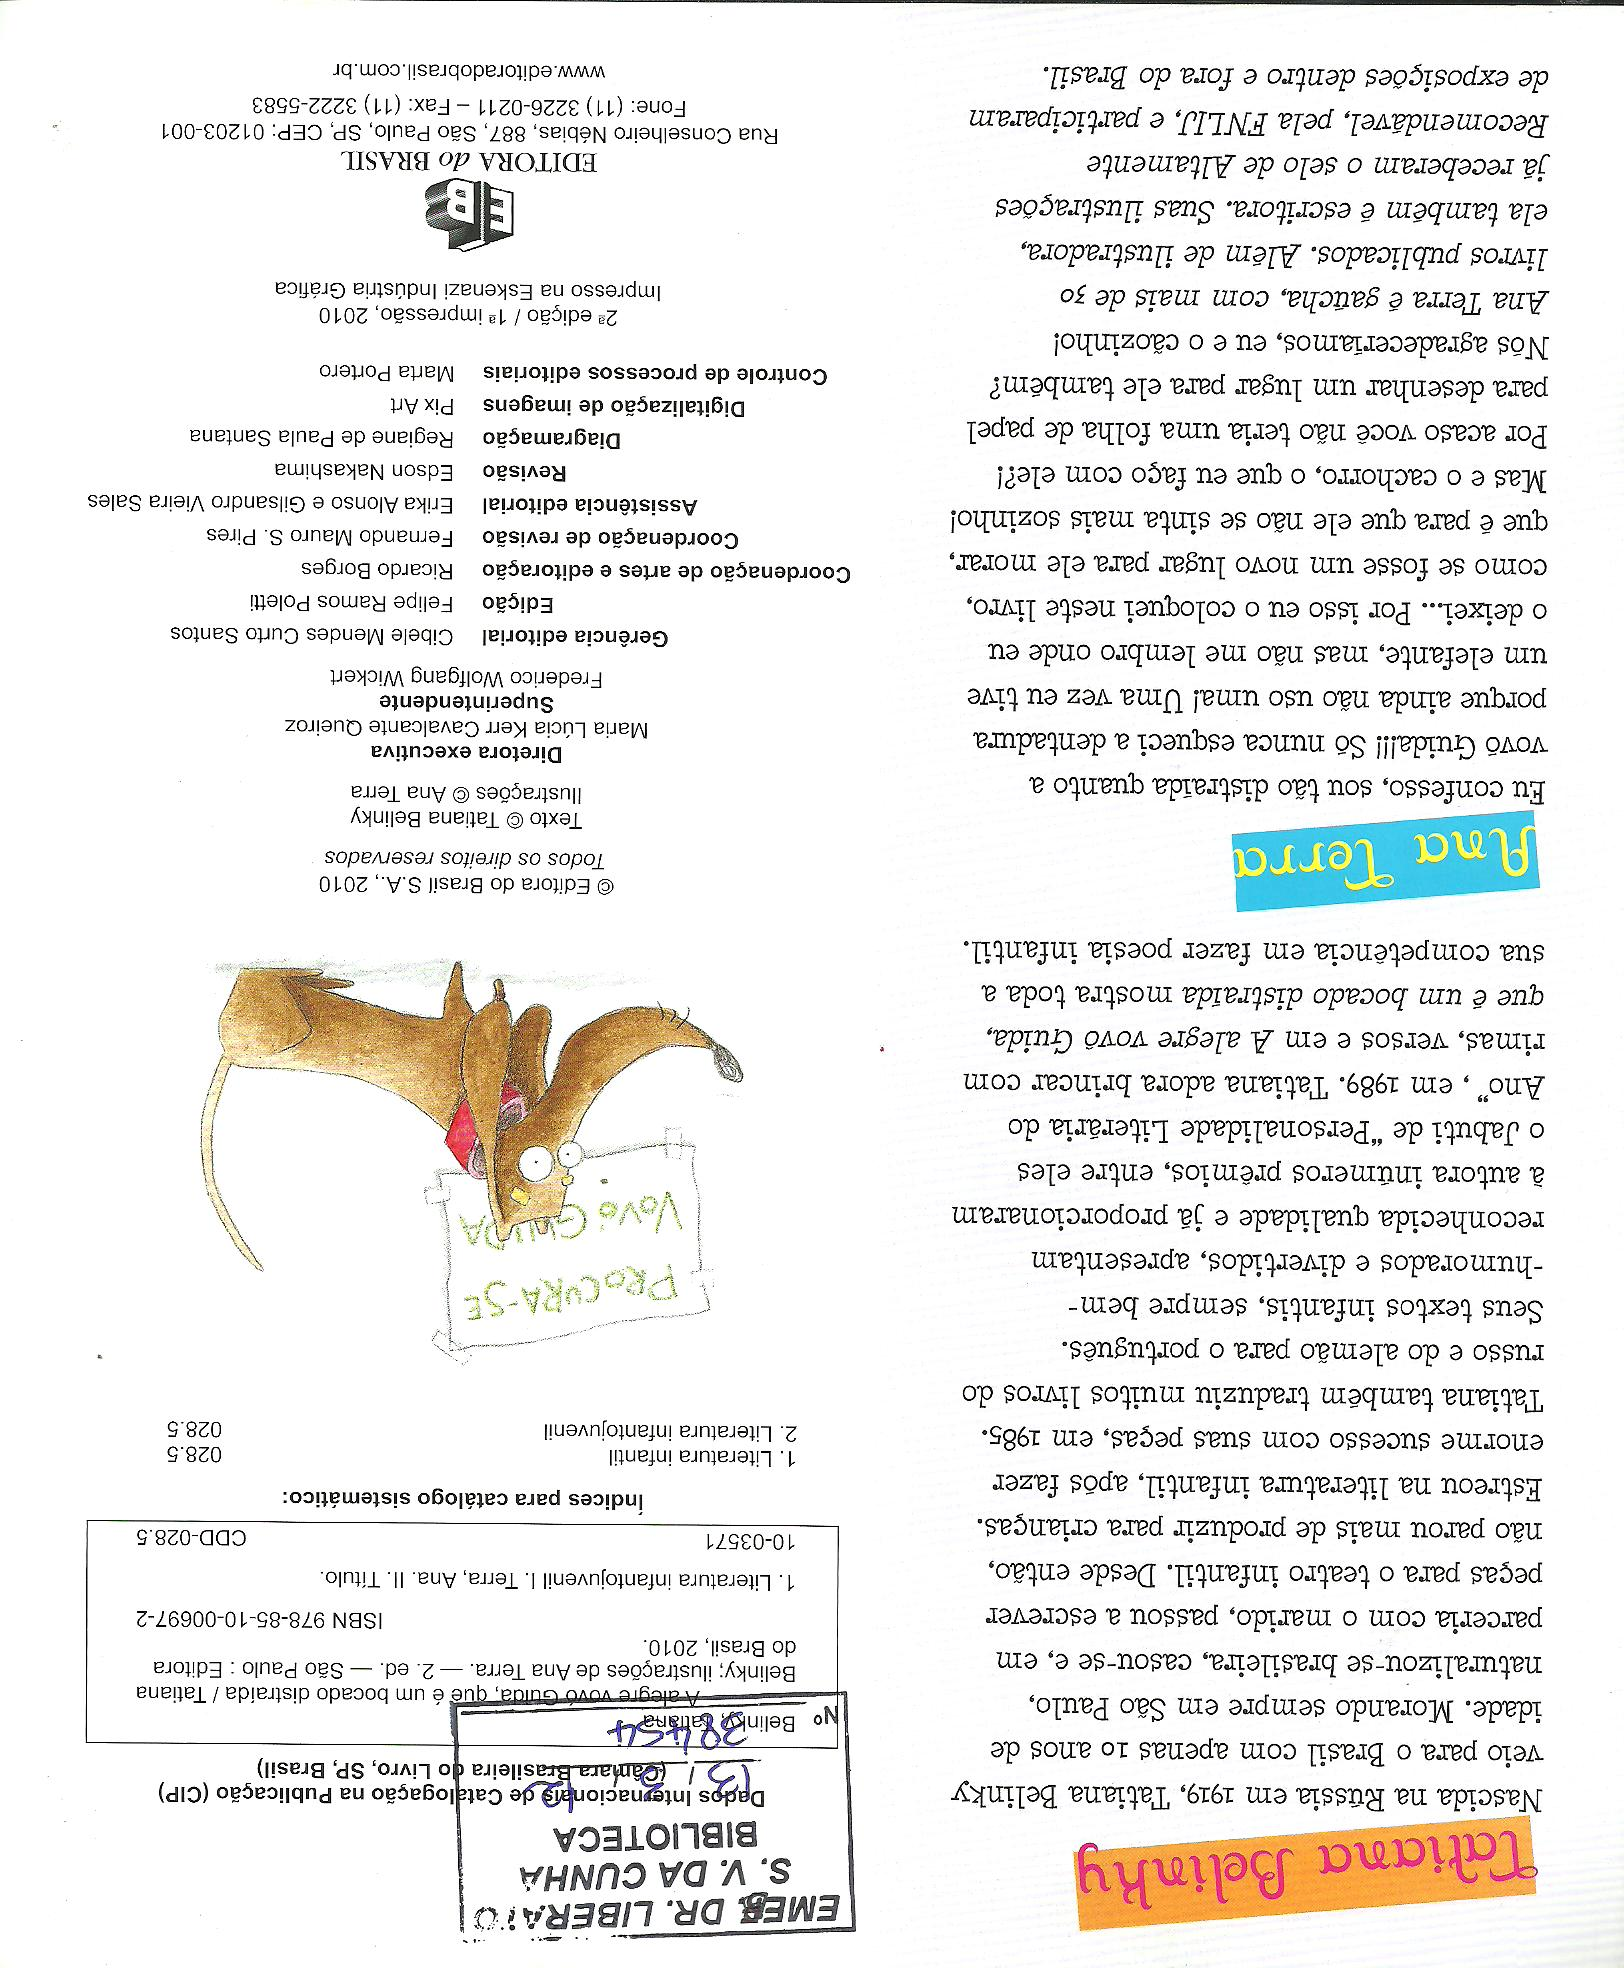 Tatiana Belinky
Nascida na Rússia em 1919, Tatiana Belinky
veio para o Brasil com apenas 10 anos de
idade. Morando sempre em São Paulo,
naturalizou-se brasileira, casou-se e, em
parceria com o marido, passou a escrever
peças para o teatro infantil. Desde então,
não parou mais de produzir para crianças.
Estreou na literatura infantil, após fazer
enorme sucesso com suas peças, em 1985.
Tatiana também traduziu muitos livros do
russo e do alemão para o português.
Seus textos infantis, sempre bem-
-humorados e divertidos, apresentam
reconhecida qualidade e já proporcionaram
à autora inúmeros prêmios, entre eles
o Jabuti de "Personalidade Literária do
Ano", em 1989. Tatiana adora brincar com
rimas, versos e em A alegre vovó Guida,
que é um bocado distraída mostra toda a
sua competência em fazer poesia infantil.
Ana Terra
Eu confesso, sou tão distraída quanto a
vovó Guida!!! Só nunca esqueci a dentadura
porque ainda não uso uma! Uma vez eu tive
um elefante, mas não me lembro onde eu
o deixei... Por isso eu o coloquei neste livro,
como se fosse um novo lugar para ele morar,
que é para que ele não se sinta mais sozinho!
Mas e o cachorro, o que eu faço com ele?!
Por acaso você não teria uma folha de papel
para desenhar um lugar para ele também?
Nós agradeceríamos, eu e o cãozinho!
Ana Terra é gaúcha, com mais de 30
livros publicados. Além de ilustradora,
ela também é escritora. Suas ilustrações
já receberam o selo de Altamente
Recomendável, pela FNLIJ, e participaram
de exposições dentro e fora do Brasil.
EMEB DR. LIBERATO
S. V. DA CUNHA
BIBLIOTECA
13 / 3 / 12
Nº 38454
Dados Internacionais de Catalogação na Publicação (CIP)
(Câmara Brasileira do Livro, SP, Brasil)
Belinky, Tatiana
A alegre vovó Guida, que é um bocado distraída / Tatiana
Belinky; ilustrações de Ana Terra. — 2. ed. — São Paulo : Editora
do Brasil, 2010.
ISBN 978-85-10-00697-2
1. Literatura infantojuvenil I. Terra, Ana. II. Título.
10-03571 CDD-028.5
Índices para catálogo sistemático:
1. Literatura infantil 028.5
2. Literatura infantojuvenil 028.5
PROCURA-SE
VOVÓ GUIDA
© Editora do Brasil S.A., 2010
Todos os direitos reservados
Texto © Tatiana Belinky
Ilustrações © Ana Terra
Diretora executiva
Maria Lúcia Kerr Cavalcante Queiroz
Superintendente
Frederico Wolfgang Wickert
Gerência editorial Cibele Mendes Curto Santos
Edição Felipe Ramos Poletti
Coordenação de artes e editoração Ricardo Borges
Coordenação de revisão Fernando Mauro S. Pires
Assistência editorial Erika Alonso e Gilsandro Vieira Sales
Revisão Edson Nakashima
Diagramação Regiane de Paula Santana
Digitalização de imagens Pix Art
Controle de processos editoriais Marta Portero
2ª edição / 1ª impressão, 2010
Impresso na Eskenazi Indústria Gráfica
EB
EDITORA do BRASIL
Rua Conselheiro Nébias, 887, São Paulo, SP, CEP: 01203-001
Fone: (11) 3226-0211 – Fax: (11) 3222-5583
www.editoradobrasil.com.br